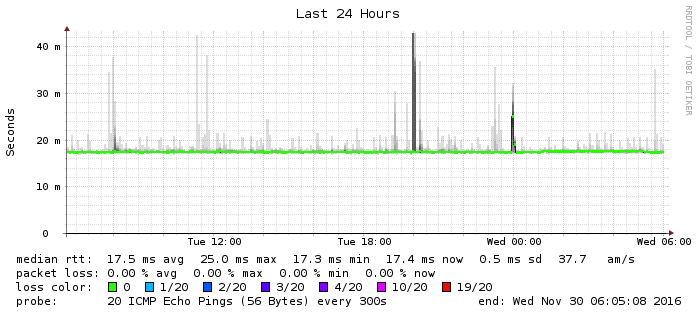 Last 24 Hours
RRDTOOL / TOBI OETIKER
Seconds
40 m
30 m
20 m
10 m
0
Tue 12:00 Tue 18:00 Wed 00:00 Wed 06:00
median rtt: 17.5 ms avg 25.0 ms max 17.3 ms min 17.4 ms now 0.5 ms sd 37.7 am/s
packet loss: 0.00 % avg 0.00 % max 0.00 % min 0.00 % now
loss color: 0 1/20 2/20 3/20 4/20 10/20 19/20
probe: 20 ICMP Echo Pings (56 Bytes) every 300s end: Wed Nov 30 06:05:08 2016